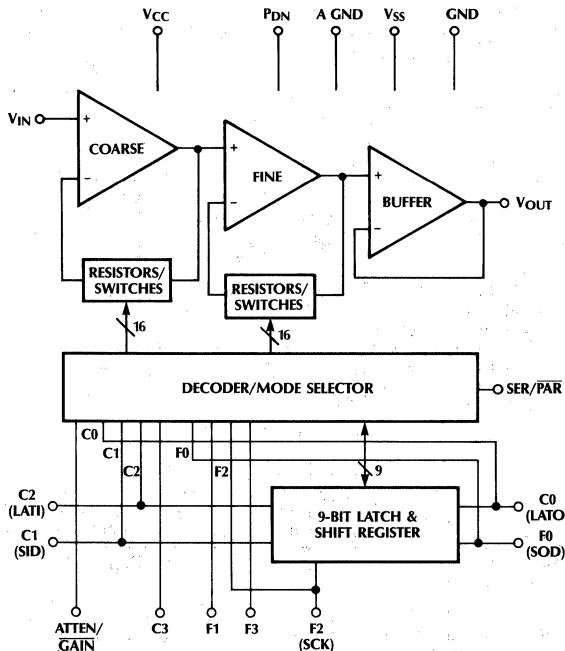 VCC PDN A GND VSS GND
VIN
+
COARSE
−
+
FINE
−
+
BUFFER
−
VOUT
RESISTORS/
SWITCHES
RESISTORS/
SWITCHES
16
16
DECODER/MODE SELECTOR
SER/PAR
C0
C1
C2
F0
F2
9
C2
(LATI)
C1
(SID)
9-BIT LATCH &
SHIFT REGISTER
C0
(LATO
F0
(SOD)
ATTEN/
GAIN
C3
F1
F3
F2
(SCK)